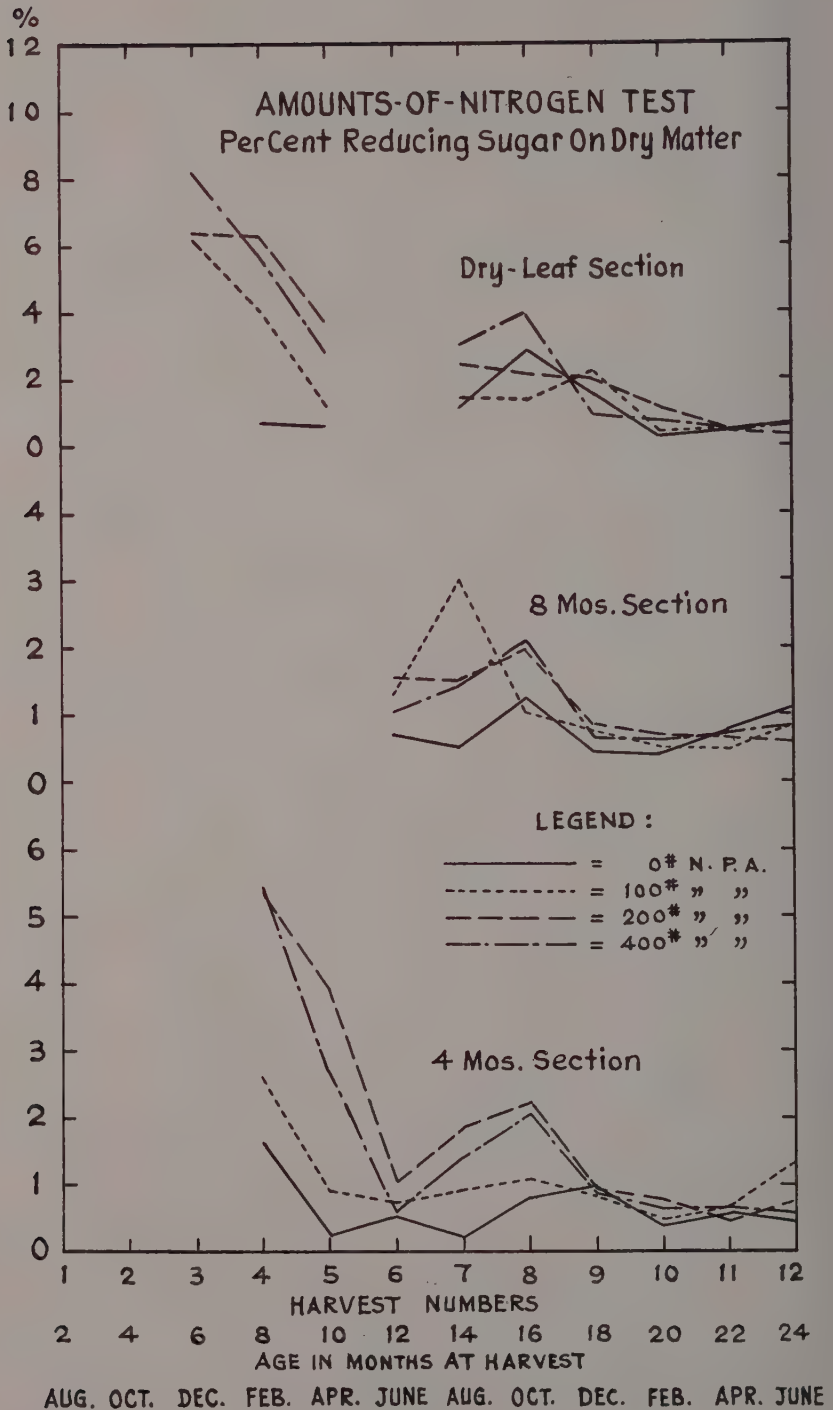 %
12
10
8
6
4
2
0
4
3
2
1
0
6
5
4
3
2
1
0
AMOUNTS-OF-NITROGEN TEST
PerCent Reducing Sugar On Dry Matter
Dry-Leaf Section
8 Mos. Section
LEGEND :
= 0# N. P. A.
= 100# ” ”
= 200# ” ”
= 400# ” ”
4 Mos. Section
1 2 3 4 5 6 7 8 9 10 11 12
HARVEST NUMBERS
2 4 6 8 10 12 14 16 18 20 22 24
AGE IN MONTHS AT HARVEST
AUG. OCT. DEC. FEB. APR. JUNE AUG. OCT. DEC. FEB. APR. JUNE